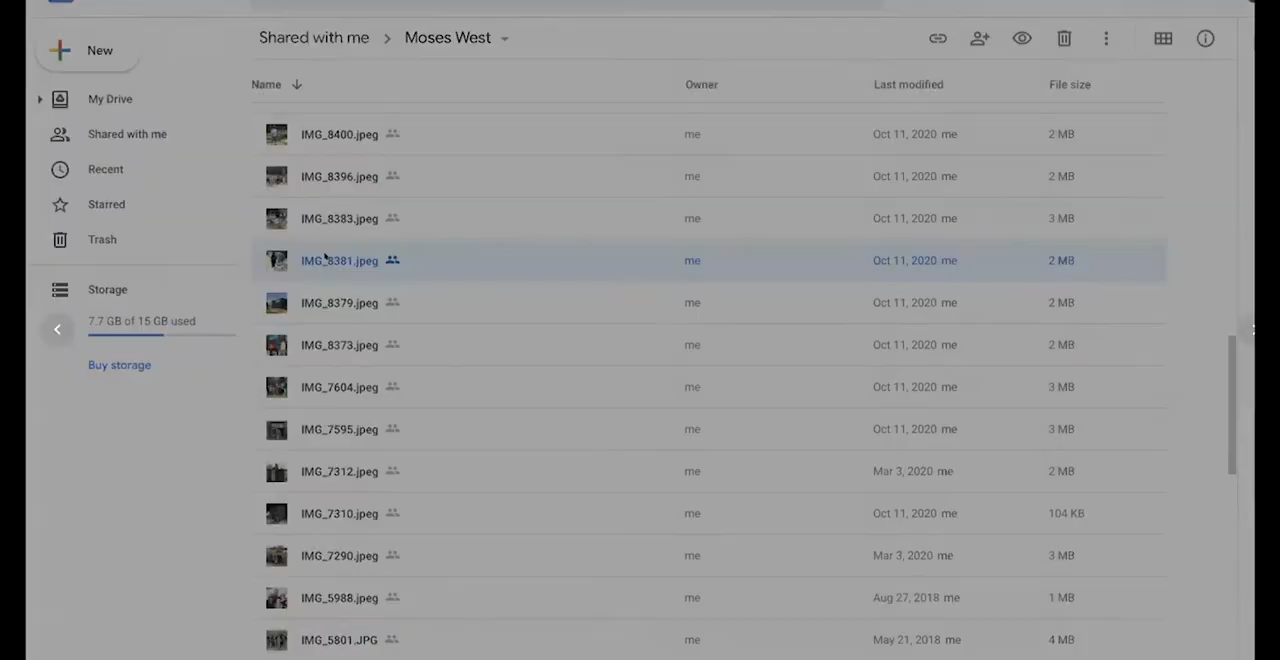 New
Shared with me > Moses West
My Drive
Shared with me
Recent
Starred
Trash
Storage
7.7 GB of 15 GB used
Buy storage
Name Owner Last modified File size
IMG_8400.jpeg me Oct 11, 2020 me 2 MB
IMG_8396.jpeg me Oct 11, 2020 me 2 MB
IMG_8383.jpeg me Oct 11, 2020 me 3 MB
IMG_8381.jpeg me Oct 11, 2020 me 2 MB
IMG_8379.jpeg me Oct 11, 2020 me 2 MB
IMG_8373.jpeg me Oct 11, 2020 me 2 MB
IMG_7604.jpeg me Oct 11, 2020 me 3 MB
IMG_7595.jpeg me Oct 11, 2020 me 3 MB
IMG_7312.jpeg me Mar 3, 2020 me 2 MB
IMG_7310.jpeg me Oct 11, 2020 me 104 KB
IMG_7290.jpeg me Mar 3, 2020 me 3 MB
IMG_5988.jpeg me Aug 27, 2018 me 1 MB
IMG_5801.JPG me May 21, 2018 me 4 MB